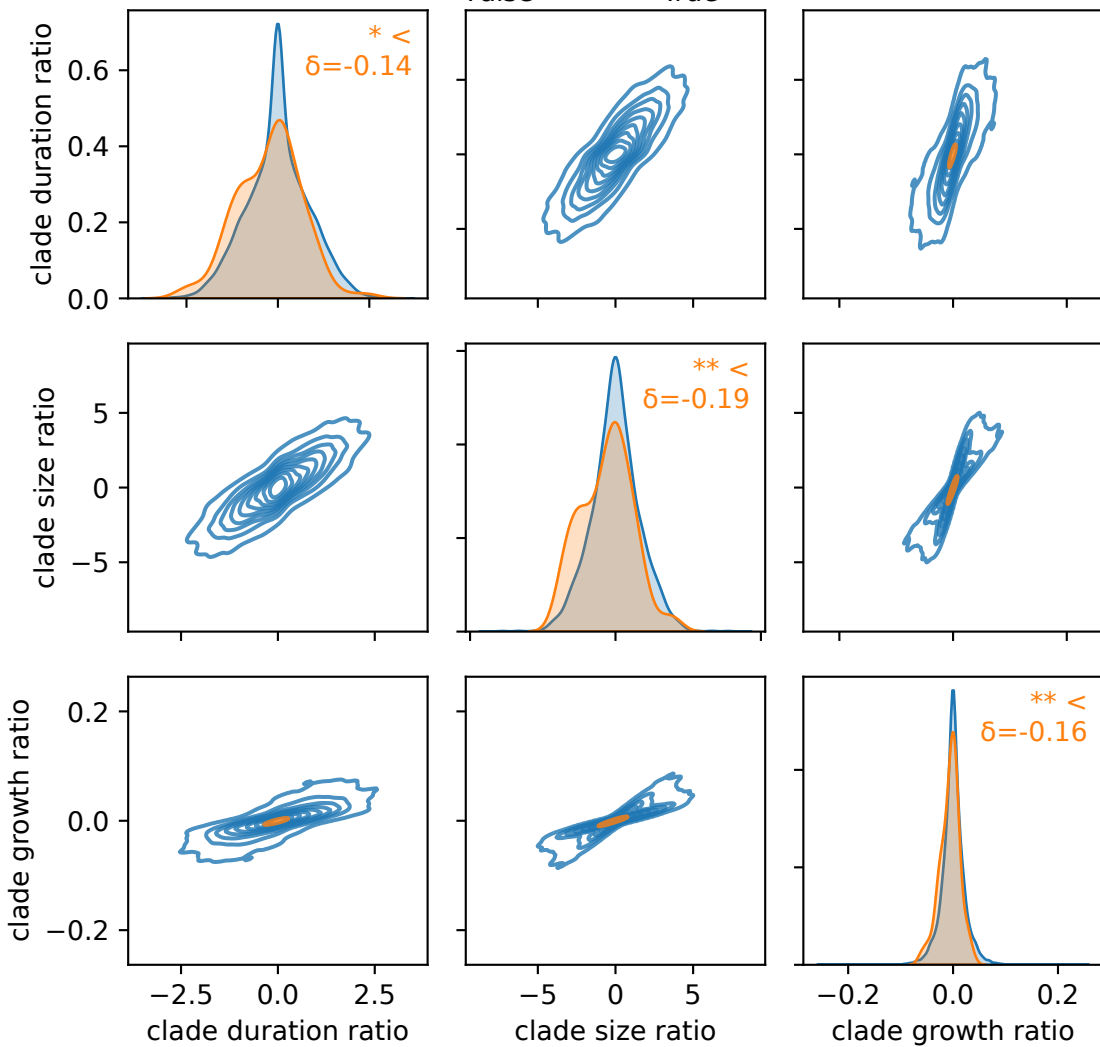 clade duration ratio
0.6
0.4
0.2
0.0
* <
δ=-0.14
clade size ratio
5
0
−5
** <
δ=-0.19
clade growth ratio
0.2
0.0
−0.2
** <
δ=-0.16
−2.5 0.0 2.5
−5 0 5
−0.2 0.0 0.2
clade duration ratio
clade size ratio
clade growth ratio